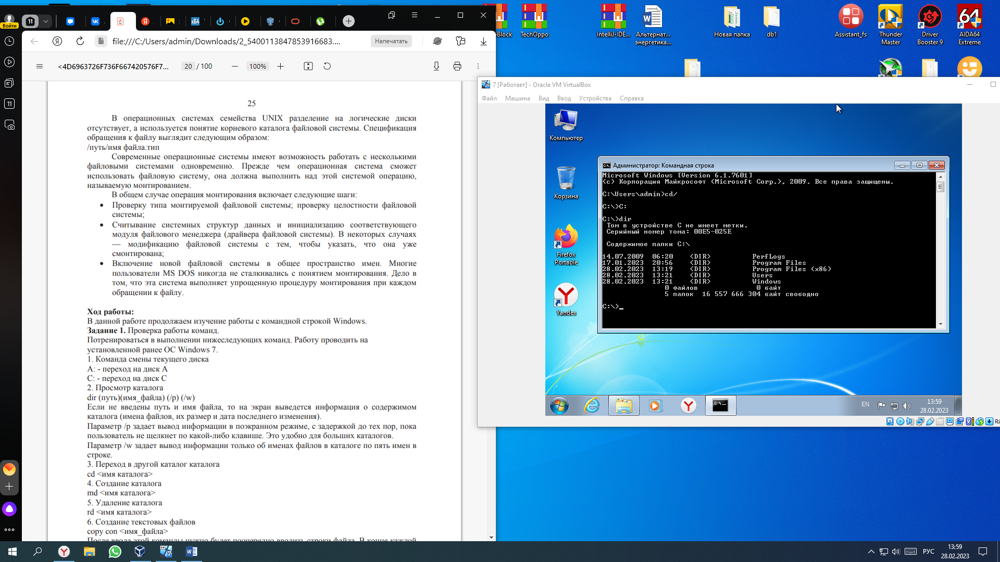 Войти
11
file:///C:/Users/admin/Downloads/2_5400113847853916683....
Напечатать
<4D6963726F736F667420576F7...
20 / 100
100%
25
В операционных системах семейства UNIX разделение на логические диски
отсутствует, а используется понятие корневого каталога файловой системы. Спецификация
обращения к файлу выглядит следующим образом:
/путь/имя файла.тип
Современные операционные системы имеют возможность работать с несколькими
файловыми системами одновременно. Прежде чем операционная система сможет
использовать файловую систему, она должна выполнить над этой системой операцию,
называемую монтированием.
В общем случае операция монтирования включает следующие шаги:
• Проверку типа монтируемой файловой системы; проверку целостности файловой
системы;
• Считывание системных структур данных и инициализацию соответствующего
модуля файлового менеджера (драйвера файловой системы). В некоторых случаях
— модификацию файловой системы с тем, чтобы указать, что она уже
смонтирована;
• Включение новой файловой системы в общее пространство имен. Многие
пользователи MS DOS никогда не сталкивались с понятием монтирования. Дело в
том, что эта система выполняет упрощенную процедуру монтирования при каждом
обращении к файлу.
Ход работы:
В данной работе продолжаем изучение работы с командной строкой Windows.
Задание 1. Проверка работы команд.
Потренироваться в выполнении нижеследующих команд. Работу проводить на
установленной ранее ОС Windows 7.
1. Команда смены текущего диска
A: - переход на диск A
C: - переход на диск C
2. Просмотр каталога
dir (путь)(имя_файла) (/p) (/w)
Если не введены путь и имя файла, то на экран выведется информация о содержимом
каталога (имена файлов, их размер и дата последнего изменения).
Параметр /p задает вывод информации в поэкранном режиме, с задержкой до тех пор, пока
пользователь не щелкнет по какой-либо клавише. Это удобно для больших каталогов.
Параметр /w задает вывод информации только об именах файлов в каталоге по пять имен в
строке.
3. Переход в другой каталог каталога
cd <имя каталога>
4. Создание каталога
md <имя каталога>
5. Удаление каталога
rd <имя каталога>
6. Создание текстовых файлов
copy con <имя_файла>
После ввода этой команды нужно будет поочередно вводить строки файла. В конце каждой
11
x64
Block
TechOppo
IntelliJ-IDE...
Альтернат...
энергетика...
Новая папка
db1
Assistant_fs
Thunder
Master
Driver
Booster 9
64
AIDA64
Extreme
7 [Работает] - Oracle VM VirtualBox
Файл Машина Вид Ввод Устройства Справка
Компьютер
Корзина
Firefox
Portable
Yandex
Администратор: Командная строка
Microsoft Windows [Version 6.1.7601]
(c) Корпорация Майкрософт (Microsoft Corp.), 2009. Все права защищены.
C:\Users\admin>cd/
C:\>C:
C:\>dir
Том в устройстве C не имеет метки.
Серийный номер тома: 00E5-025E
Содержимое папки C:\
14.07.2009 06:20 <DIR> PerfLogs
17.01.2023 20:56 <DIR> Program Files
28.02.2023 13:19 <DIR> Program Files (x86)
28.02.2023 13:21 <DIR> Users
28.02.2023 13:21 <DIR> Windows
0 файлов 0 байт
5 папок 16 557 666 304 байт свободно
C:\>_
EN
13:59
28.02.2023
Ri
РУС
13:59
28.02.2023